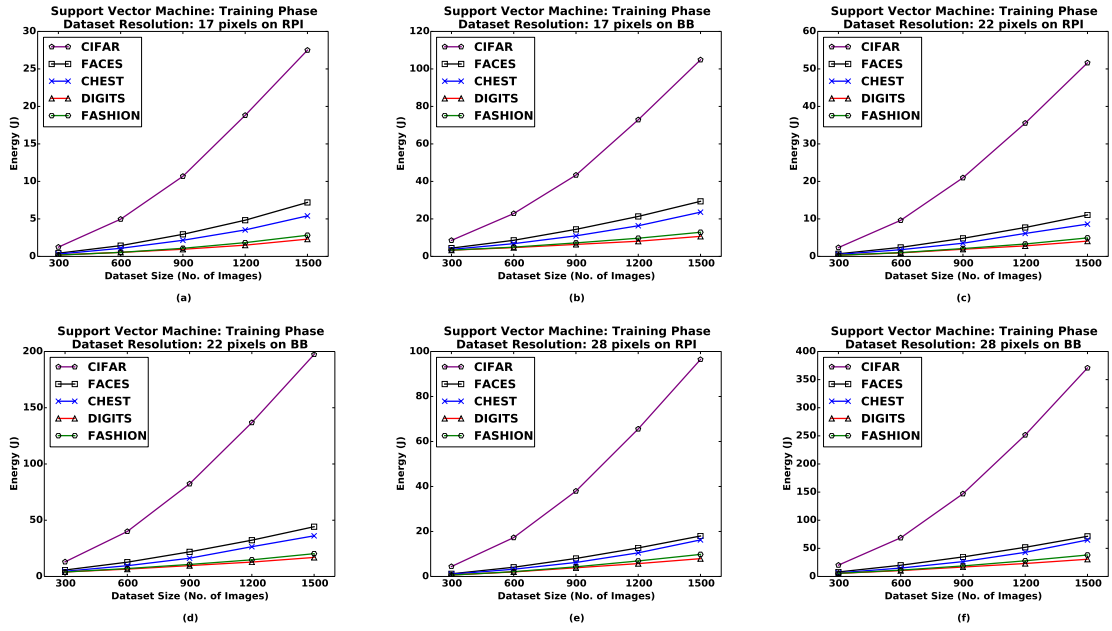 Support Vector Machine: Training Phase
Dataset Resolution: 17 pixels on RPI
30
25
20
15
10
5
0
Energy (J)
CIFAR
FACES
CHEST
DIGITS
FASHION
300 600 900 1200 1500
Dataset Size (No. of Images)
(a)
Support Vector Machine: Training Phase
Dataset Resolution: 17 pixels on BB
120
100
80
60
40
20
0
Energy (J)
CIFAR
FACES
CHEST
DIGITS
FASHION
300 600 900 1200 1500
Dataset Size (No. of Images)
(b)
Support Vector Machine: Training Phase
Dataset Resolution: 22 pixels on RPI
60
50
40
30
20
10
0
Energy (J)
CIFAR
FACES
CHEST
DIGITS
FASHION
300 600 900 1200 1500
Dataset Size (No. of Images)
(c)
Support Vector Machine: Training Phase
Dataset Resolution: 22 pixels on BB
200
150
100
50
0
Energy (J)
CIFAR
FACES
CHEST
DIGITS
FASHION
300 600 900 1200 1500
Dataset Size (No. of Images)
(d)
Support Vector Machine: Training Phase
Dataset Resolution: 28 pixels on RPI
100
80
60
40
20
0
Energy (J)
CIFAR
FACES
CHEST
DIGITS
FASHION
300 600 900 1200 1500
Dataset Size (No. of Images)
(e)
Support Vector Machine: Training Phase
Dataset Resolution: 28 pixels on BB
400
350
300
250
200
150
100
50
0
Energy (J)
CIFAR
FACES
CHEST
DIGITS
FASHION
300 600 900 1200 1500
Dataset Size (No. of Images)
(f)